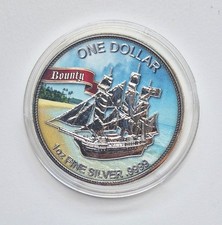 ONE DOLLAR
Bounty
1oz FINE SILVER .9999